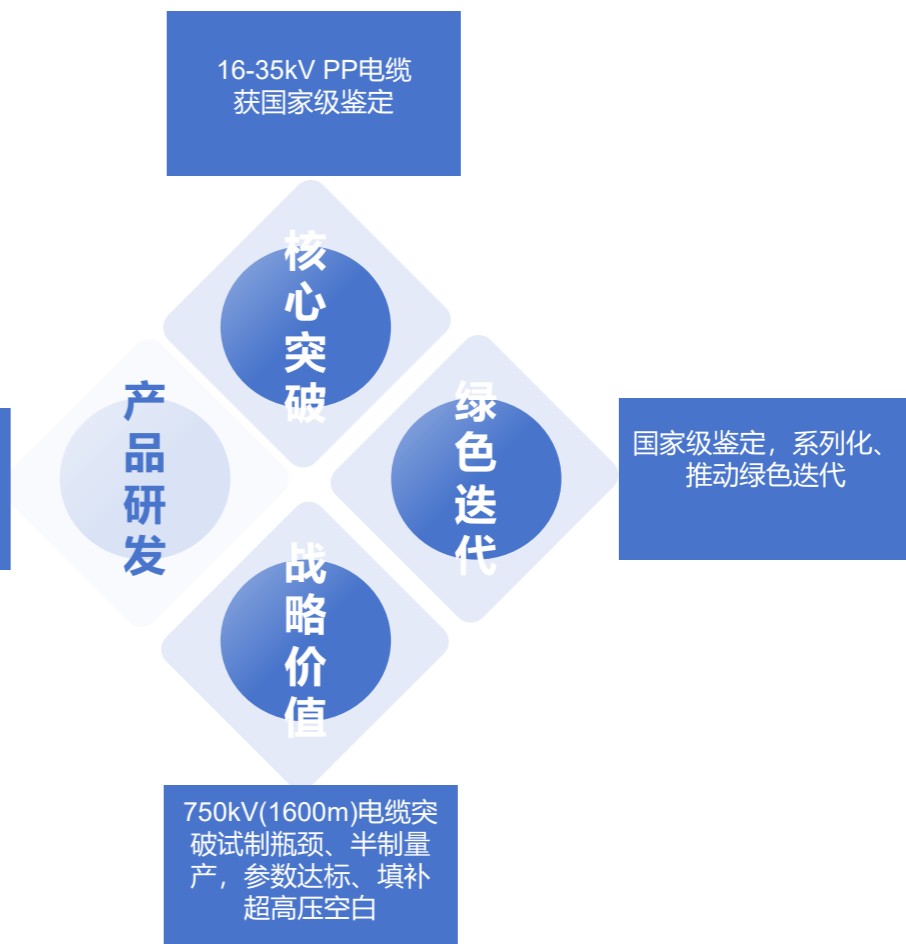 16-35kV PP电缆
获国家级鉴定
核心突破
产品研发
绿色迭代
国家级鉴定，系列化、
推动绿色迭代
战略价值
750kV(1600m)电缆突
破试制瓶颈、半制量
产，参数达标、填补
超高压空白